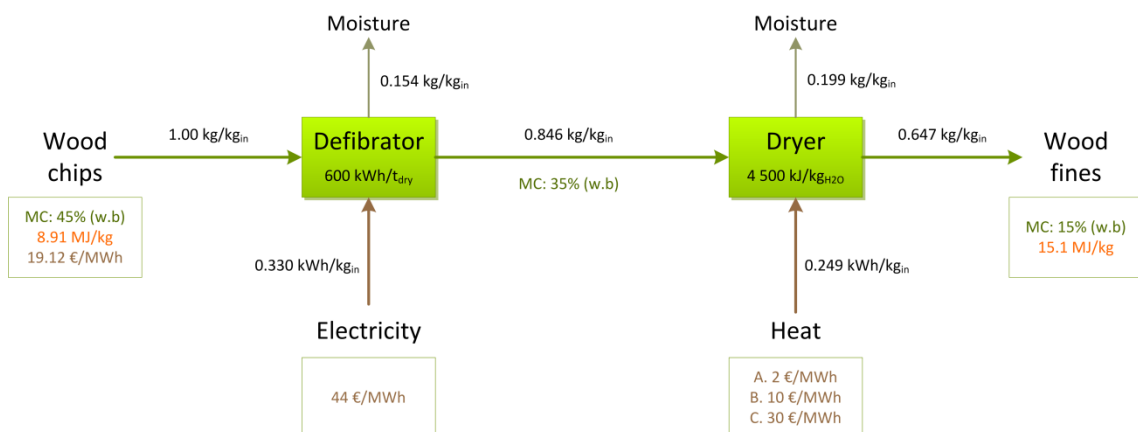 Moisture
Moisture
0.154 kg/kgin
0.199 kg/kgin
Wood
chips
1.00 kg/kgin
Defibrator
600 kWh/tdry
0.846 kg/kgin
MC: 35% (w.b)
Dryer
4 500 kJ/kgH2O
0.647 kg/kgin
Wood
fines
MC: 45% (w.b)
8.91 MJ/kg
19.12 €/MWh
MC: 15% (w.b)
15.1 MJ/kg
0.330 kWh/kgin
0.249 kWh/kgin
Electricity
Heat
44 €/MWh
A. 2 €/MWh
B. 10 €/MWh
C. 30 €/MWh